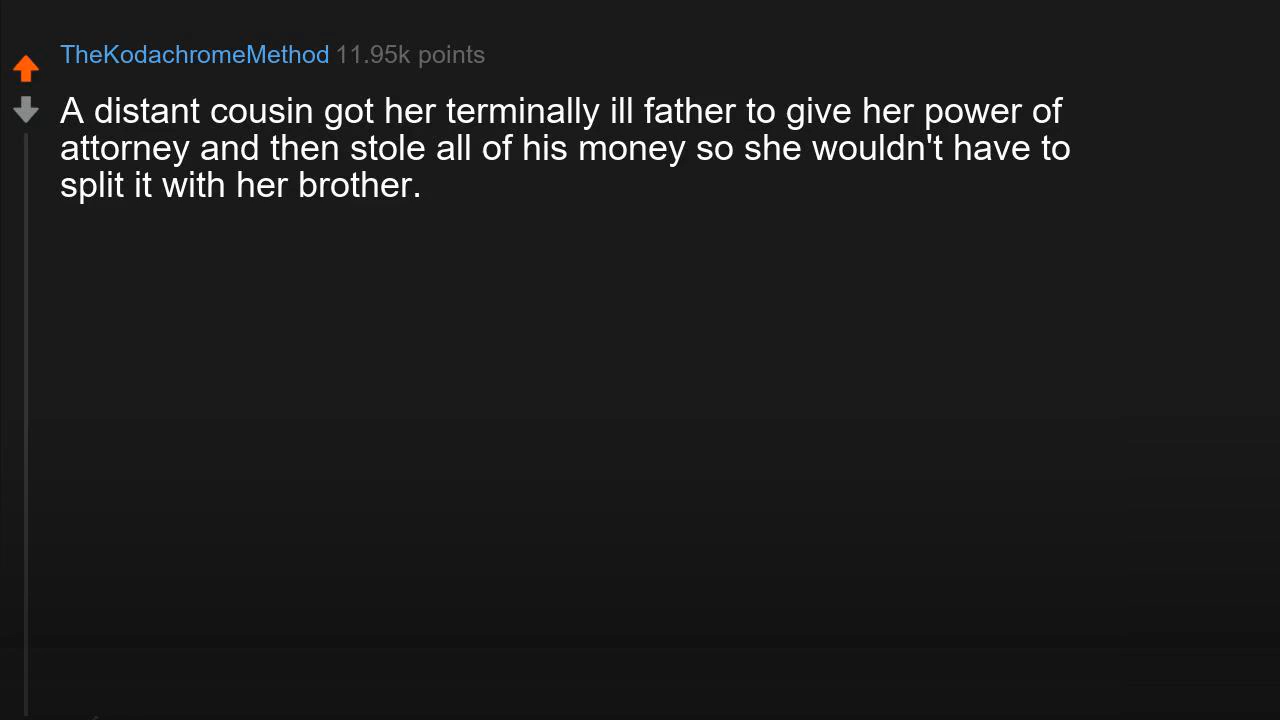 TheKodachromeMethod 11.95k points
A distant cousin got her terminally ill father to give her power of
attorney and then stole all of his money so she wouldn't have to
split it with her brother.